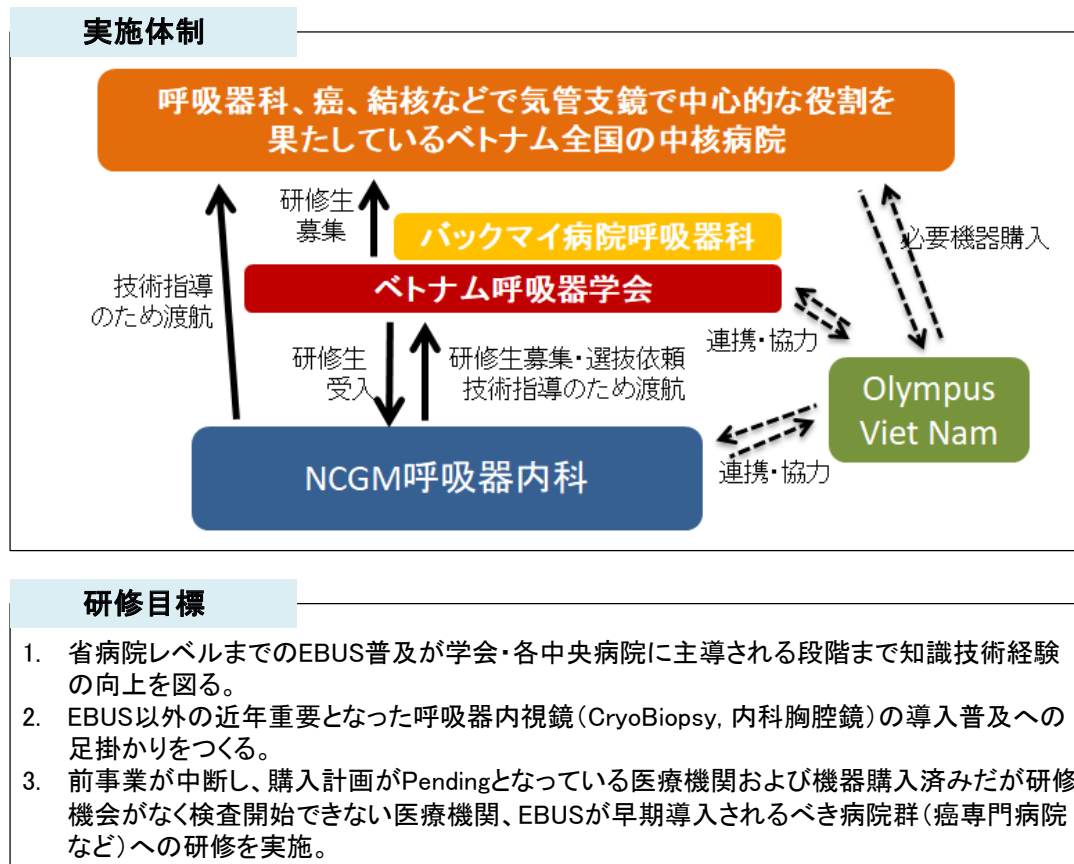 実施体制
呼吸器科、癌、結核などで気管支鏡で中心的な役割を
果たしているベトナム全国の中核病院
研修生
募集
バックマイ病院呼吸器科
必要機器購入
技術指導
のため渡航
ベトナム呼吸器学会
連携・協力
研修生
受入
研修生募集・選抜依頼
技術指導のため渡航
Olympus
Viet Nam
NCGM呼吸器内科
連携・協力
研修目標
1. 省病院レベルまでのEBUS普及が学会・各中央病院に主導される段階まで知識技術経験
の向上を図る。
2. EBUS以外の近年重要となった呼吸器内視鏡(CryoBiopsy, 内科胸腔鏡)の導入普及への
足掛かりをつくる。
3. 前事業が中断し、購入計画がPendingとなっている医療機関および機器購入済みだが研修
機会がなく検査開始できない医療機関、EBUSが早期導入されるべき病院群(癌専門病院
など)への研修を実施。